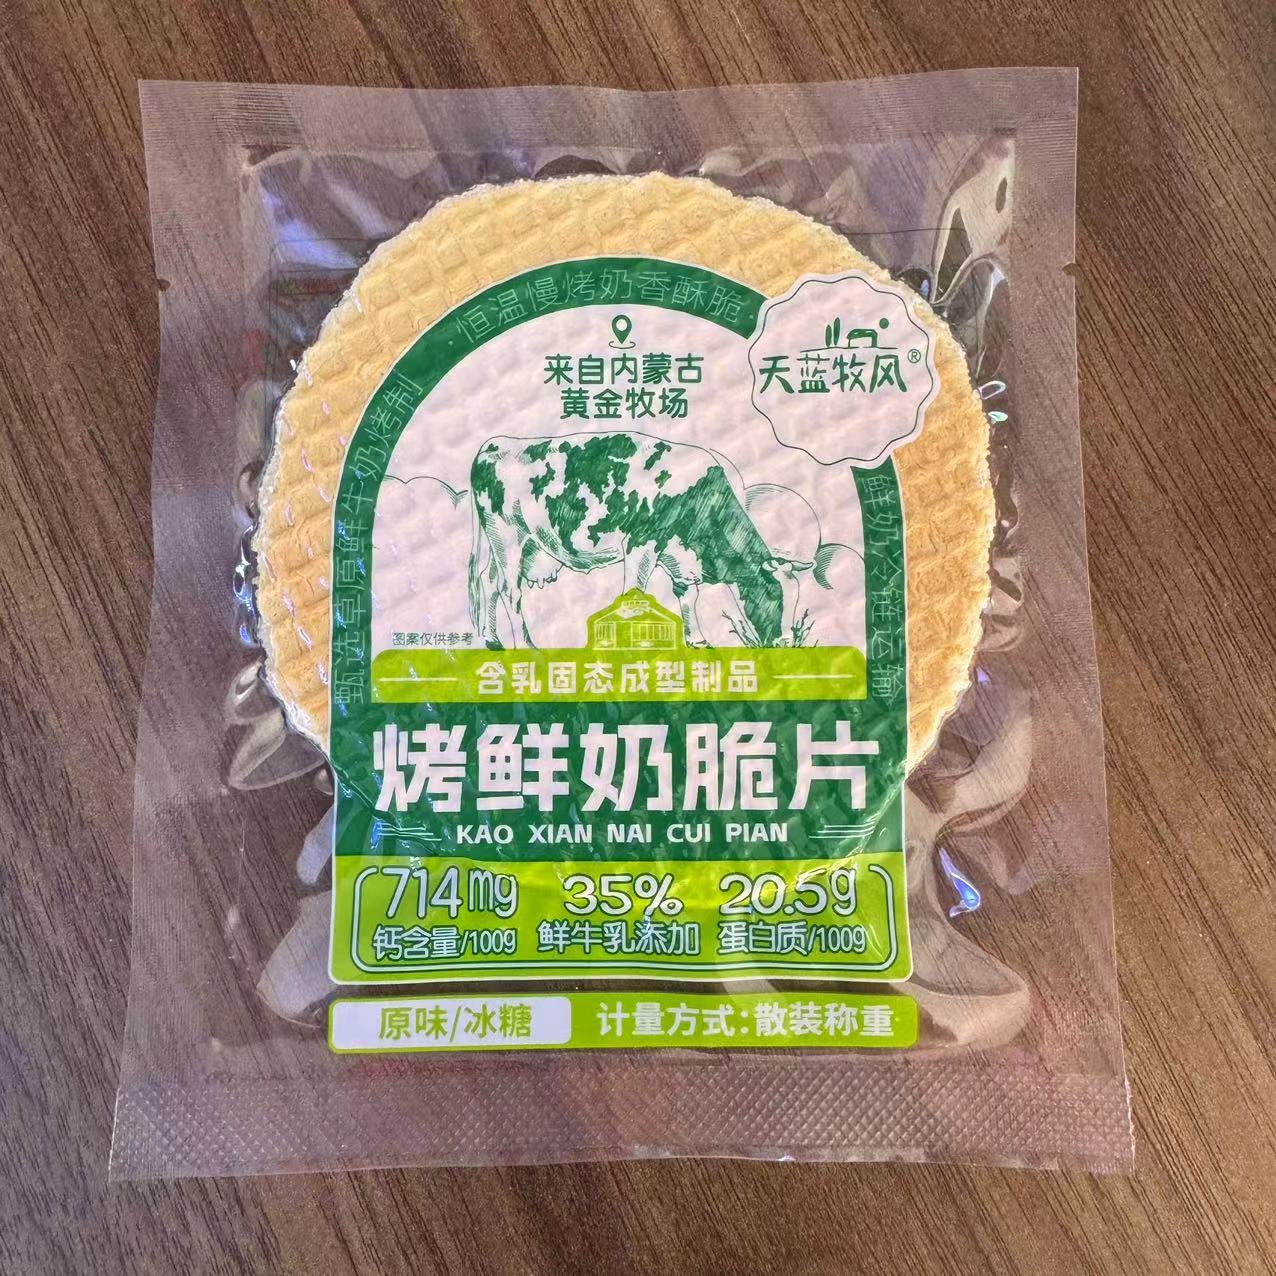 恒温慢烤奶香酥脆
甄选草原鲜牛奶烤制
鲜奶冷链运输
来自内蒙古
黄金牧场
天蓝牧风®
图案仅供参考
含乳固态成型制品
烤鲜奶脆片
KAO XIAN NAI CUI PIAN
714mg 35% 20.5g
钙含量/100g 鲜牛乳添加 蛋白质/100g
原味/冰糖 计量方式:散装称重